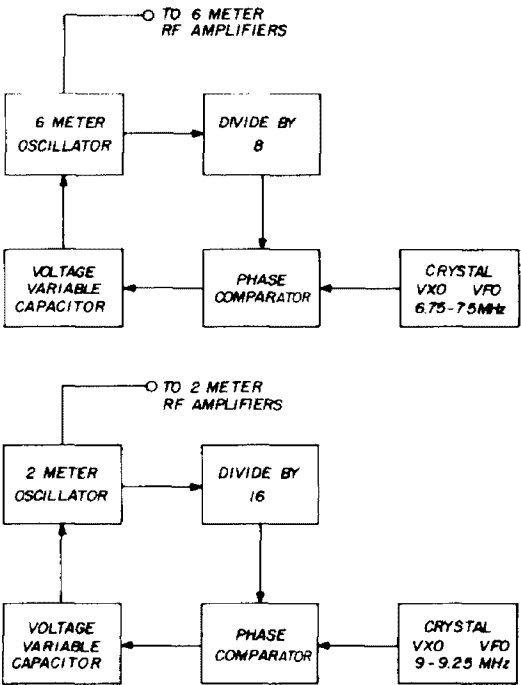 TO 6 METER
RF AMPLIFIERS
6 METER
OSCILLATOR
DIVIDE BY
8
VOLTAGE
VARIABLE
CAPACITOR
PHASE
COMPARATOR
CRYSTAL
VXO VFO
6.75-7.5MHz
TO 2 METER
RF AMPLIFIERS
2 METER
OSCILLATOR
DIVIDE BY
16
VOLTAGE
VARIABLE
CAPACITOR
PHASE
COMPARATOR
CRYSTAL
VXO VFO
9-9.25 MHz